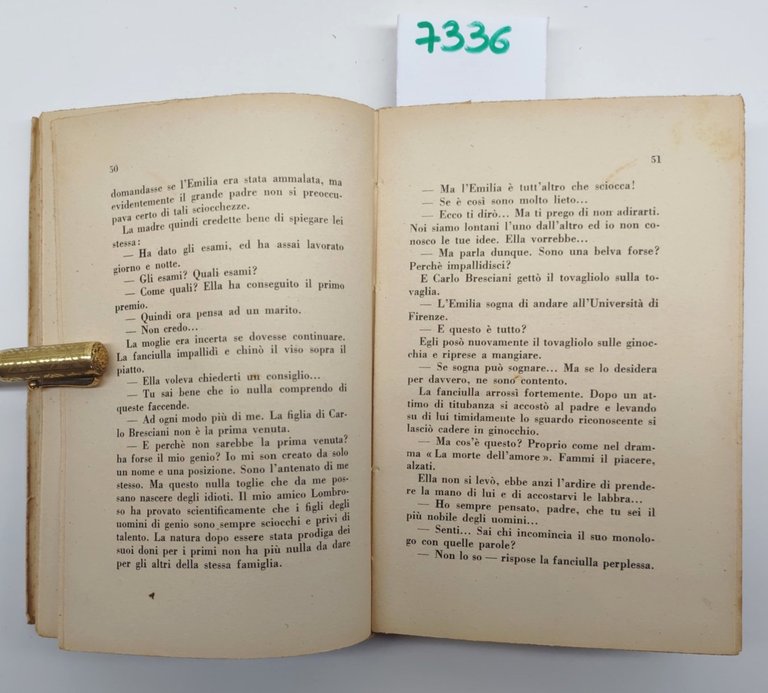 7336
50
domandasse se l'Emilia era stata ammalata, ma
evidentemente il grande padre non si preoccu-
pava certo di tali sciocchezze.
La madre quindi credette bene di spiegare lei
stessa:
— Ha dato gli esami, ed ha assai lavorato
giorno e notte.
— Gli esami? Quali esami?
— Come quali? Ella ha conseguito il primo
premio.
— Quindi ora pensa ad un marito.
— Non credo...
La moglie era incerta se dovesse continuare.
La fanciulla impallidì e chinò il viso sopra il
piatto.
— Ella voleva chiederti un consiglio...
— Tu sai bene che io nulla comprendo di
queste faccende.
— Ad ogni modo più di me. La figlia di Car-
lo Bresciani non è la prima venuta.
— E perchè non sarebbe la prima venuta?
ha forse il mio genio? Io mi son creato da solo
un nome e una posizione. Sono l'antenato di me
stesso. Ma questo nulla toglie che da me pos-
sano nascere degli idioti. Il mio amico Lombro-
so ha provato scientificamente che i figli degli
uomini di genio sono sempre sciocchi e privi di
talento. La natura dopo essere stata prodiga dei
suoi doni per i primi non ha più nulla da dare
per gli altri della stessa famiglia.
51
— Ma l'Emilia è tutt'altro che sciocca!
— Se è così sono molto lieto...
— Ecco ti dirò... Ma ti prego di non adirarti.
Noi siamo lontani l'uno dall'altro ed io non co-
nosco le tue idee. Ella vorrebbe...
— Ma parla dunque. Sono una belva forse?
Perchè impallidisci?
E Carlo Bresciani gettò il tovagliolo sulla to-
vaglia.
— L'Emilia sogna di andare all'Università di
Firenze.
— E questo è tutto?
Egli posò nuovamente il tovagliolo sulle ginoc-
chia e riprese a mangiare.
— Se sogna può sognare... Ma se lo desidera
per davvero, ne sono contento.
La fanciulla arrossì fortemente. Dopo un at-
timo di titubanza si accostò al padre e levando
su di lui timidamente lo sguardo riconoscente si
lasciò cadere in ginocchio.
— Ma cos'è questo? Proprio come nel dram-
ma « La morte dell'amore ». Fammi il piacere,
alzati.
Ella non si levò, ebbe anzi l'ardire di prende-
re la mano di lui e di accostarvi le labbra...
— Ho sempre pensato, padre, che tu sei il
più nobile degli uomini...
— Senti... Sai chi incomincia il suo monolo-
go con quelle parole?
— Non lo so — rispose la fanciulla perplessa.